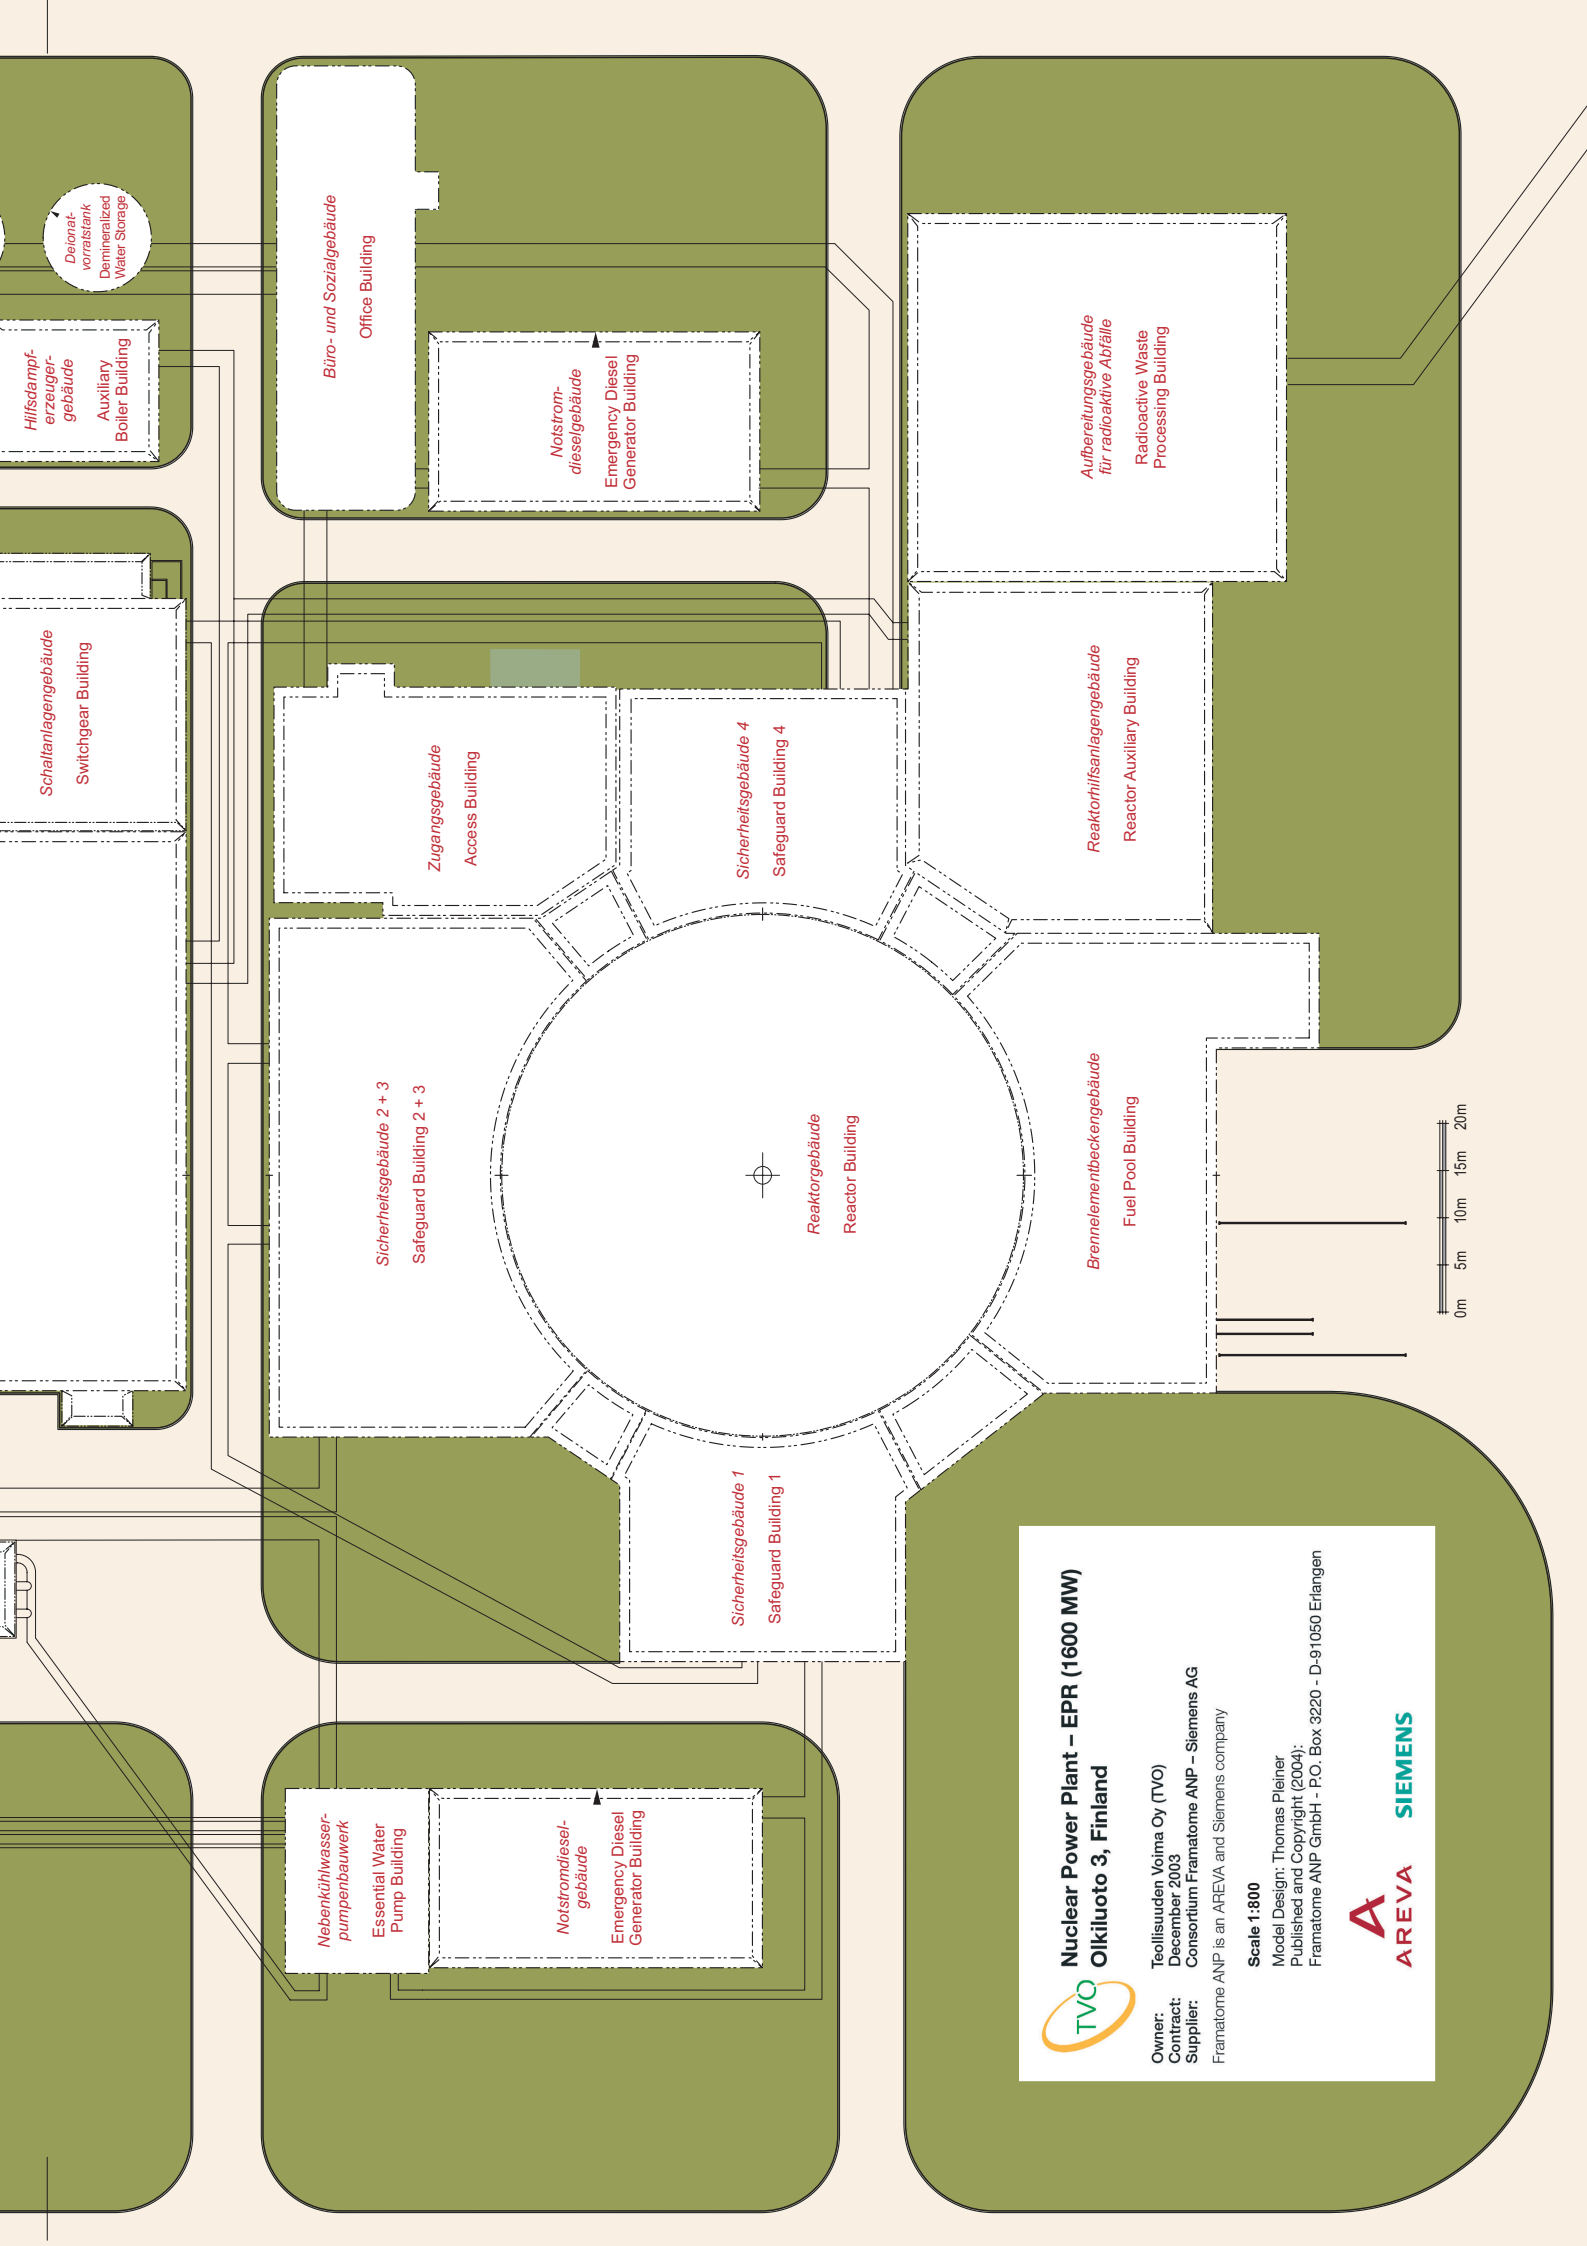 Deionat-
vorratstank
Demineralized
Water Storage
Hilfsdampf-
erzeuger-
gebäude
Auxiliary
Boiler Building
Büro- und Sozialgebäude
Office Building
Notstrom-
dieselgebäude
Emergency Diesel
Generator Building
Aufbereitungsgebäude
für radioaktive Abfälle
Radioactive Waste
Processing Building
Schaltanlagengebäude
Switchgear Building
Zugangsgebäude
Access Building
Sicherheitsgebäude 4
Safeguard Building 4
Reaktorhilfsanlagengebäude
Reactor Auxiliary Building
Sicherheitsgebäude 2 + 3
Safeguard Building 2 + 3
Reaktorgebäude
Reactor Building
Brennelementbeckengebäude
Fuel Pool Building
0m 5m 10m 15m 20m
Sicherheitsgebäude 1
Safeguard Building 1
Nebenkühlwasser-
pumpenbauwerk
Essential Water
Pump Building
Notstromdiesel-
gebäude
Emergency Diesel
Generator Building
TVO
Nuclear Power Plant – EPR (1600 MW)
Olkiluoto 3, Finland
Owner: Teollisuuden Voima Oy (TVO)
Contract: December 2003
Supplier: Consortium Framatome ANP – Siemens AG
Framatome ANP is an AREVA and Siemens company
Scale 1:800
Model Design: Thomas Pleiner
Published and Copyright (2004):
Framatome ANP GmbH - P.O. Box 3220 - D-91050 Erlangen
A
AREVA SIEMENS